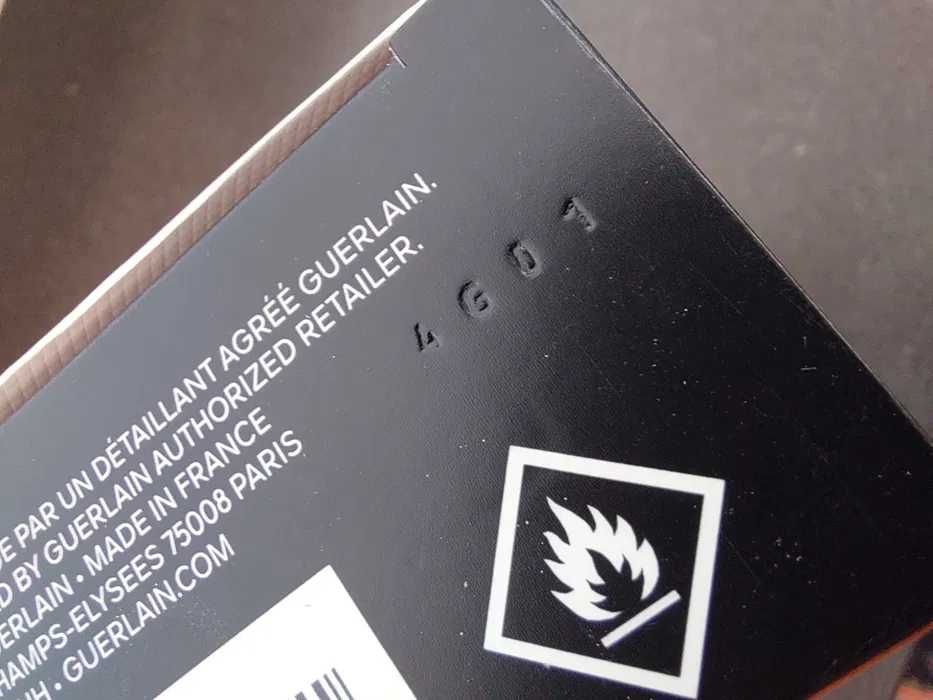 E PAR UN DÉTAILLANT AGRÉÉ GUERLAIN.
D BY GUERLAIN AUTHORIZED RETAILER.
ERLAIN • MADE IN FRANCE
HAMPS-ELYSEES 75008 PARIS
• GUERLAIN.COM
4G01